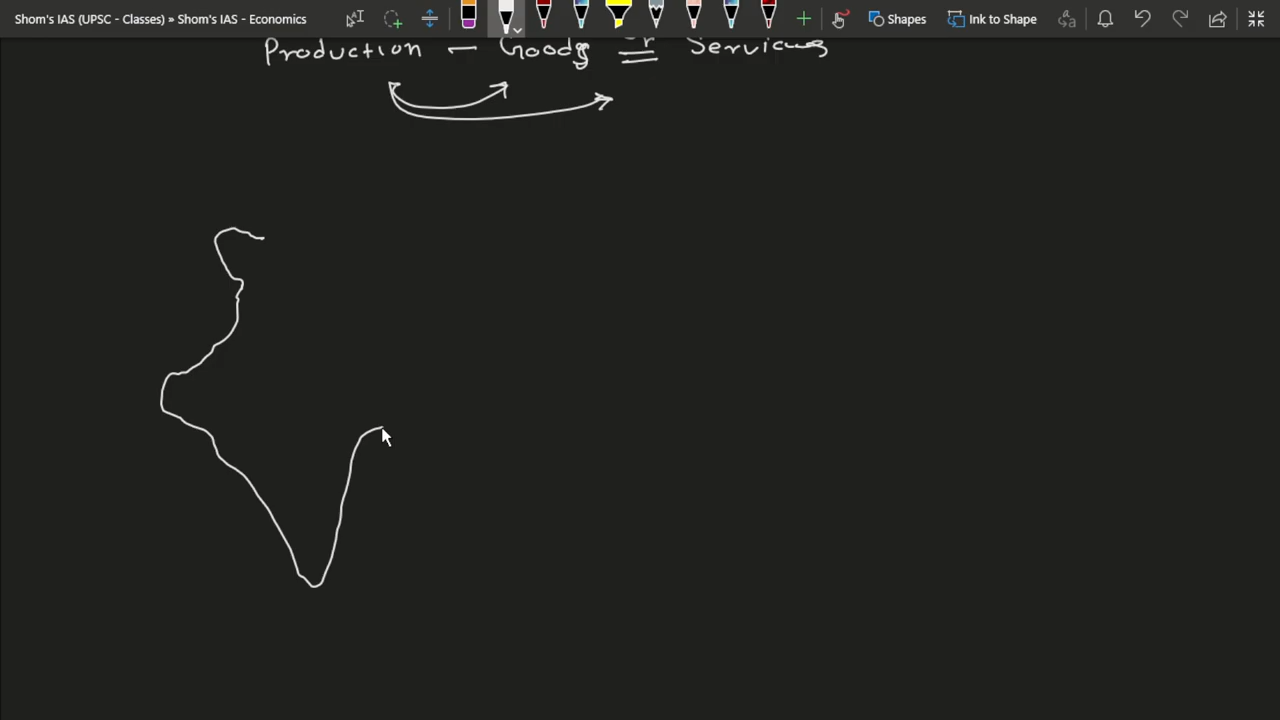 Shom's IAS (UPSC - Classes) » Shom's IAS - Economics
Shapes
Ink to Shape
Production — Goods or Services